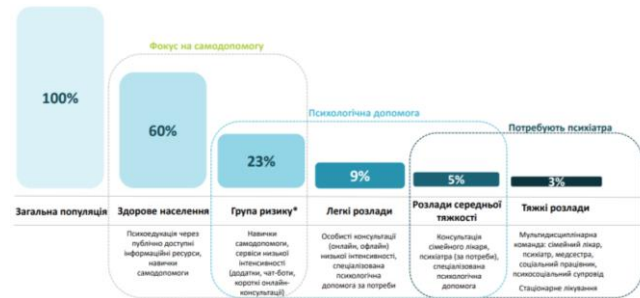 Фокус на самодопомогу
100%
Психологічна допомога
60%
Потребують психіатра
23%
9%
5%
3%
Загальна популяція
Здорове населення
Група ризику*
Легкі розлади
Розлади середньої
тяжкості
Тяжкі розлади
Психоедукація через
публічно доступні
інформаційні ресурси,
навички
самодопомоги
Навички
самодопомоги,
сервіси низької
інтенсивності
(додатки, чат-боти,
короткі онлайн-
консультації)
Особисті консультації
(онлайн, офлайн)
низької інтенсивності,
спеціалізована
психологічна
допомога за потреби
Консультація
сімейного лікаря,
психіатра (за потреби),
спеціалізована
психологічна
допомога
Мультидисциплінарна
команда: сімейний лікар,
психіатр, медсестра,
соціальний працівник,
психосоціальний супровід
Стаціонарне лікування